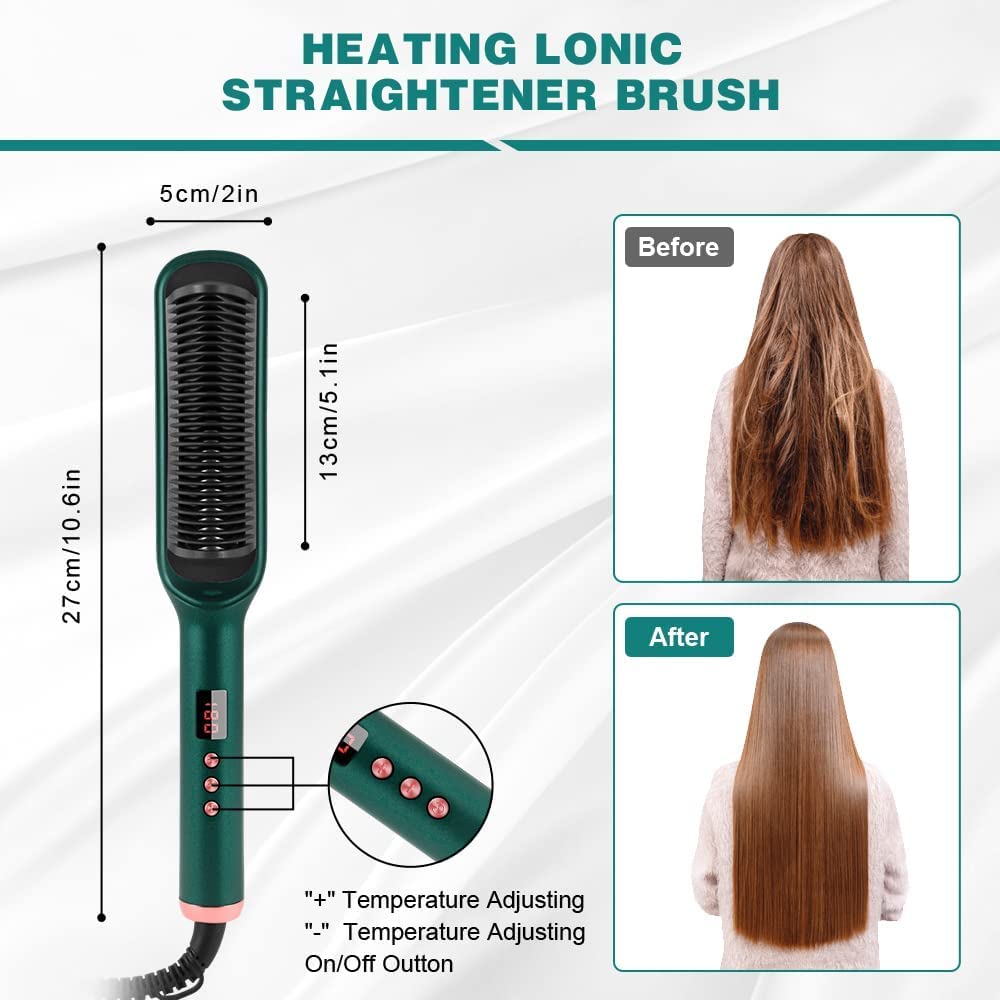 HEATING LONIC
STRAIGHTENER BRUSH
5cm/2in
27cm/10.6in
13cm/5.1in
180
Before
After
"+" Temperature Adjusting
"-" Temperature Adjusting
On/Off Outton